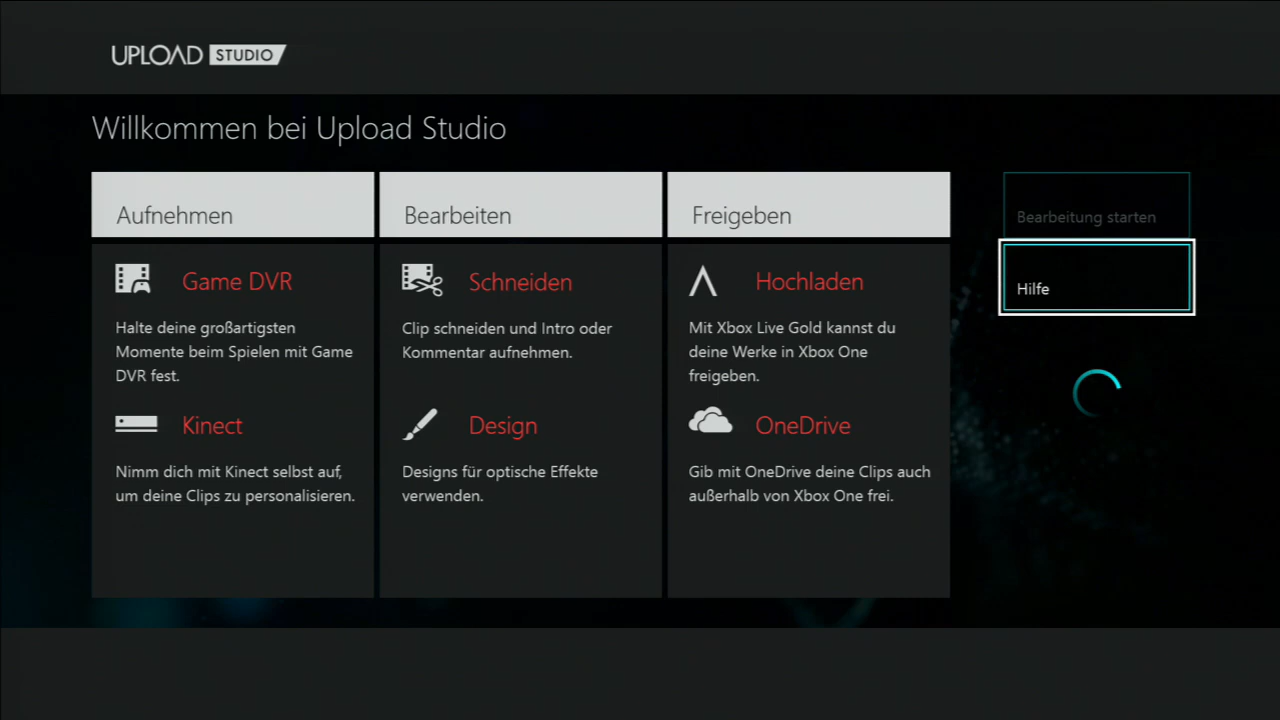 UPLOAD STUDIO
Willkommen bei Upload Studio
Aufnehmen
Game DVR
Halte deine großartigsten
Momente beim Spielen mit Game
DVR fest.
Kinect
Nimm dich mit Kinect selbst auf,
um deine Clips zu personalisieren.
Bearbeiten
Schneiden
Clip schneiden und Intro oder
Kommentar aufnehmen.
Design
Designs für optische Effekte
verwenden.
Freigeben
Hochladen
Mit Xbox Live Gold kannst du
deine Werke in Xbox One
freigeben.
OneDrive
Gib mit OneDrive deine Clips auch
außerhalb von Xbox One frei.
Bearbeitung starten
Hilfe